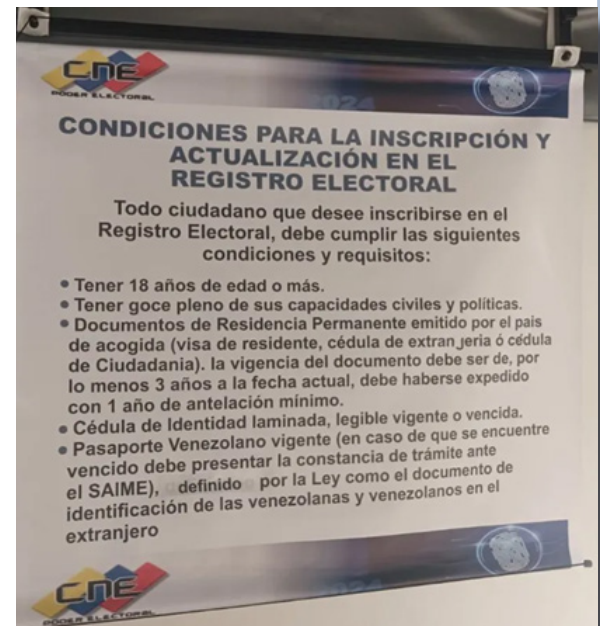 CNE
PODER ELECTORAL
2024
CONDICIONES PARA LA INSCRIPCIÓN Y
ACTUALIZACIÓN EN EL
REGISTRO ELECTORAL
Todo ciudadano que desee inscribirse en el
Registro Electoral, debe cumplir las siguientes
condiciones y requisitos:
• Tener 18 años de edad o más.
• Tener goce pleno de sus capacidades civiles y políticas.
• Documentos de Residencia Permanente emitido por el pais
de acogida (visa de residente, cédula de extranjeria ó cédula
de Ciudadania). la vigencia del documento debe ser de, por
lo menos 3 años a la fecha actual, debe haberse expedido
con 1 año de antelación mínimo.
• Cédula de Identidad laminada, legible vigente o vencida.
• Pasaporte Venezolano vigente (en caso de que se encuentre
vencido debe presentar la constancia de trámite ante
el SAIME), definido por la Ley como el documento de
identificación de las venezolanas y venezolanos en el
extranjero
2024
CNE
PODER ELECTORAL